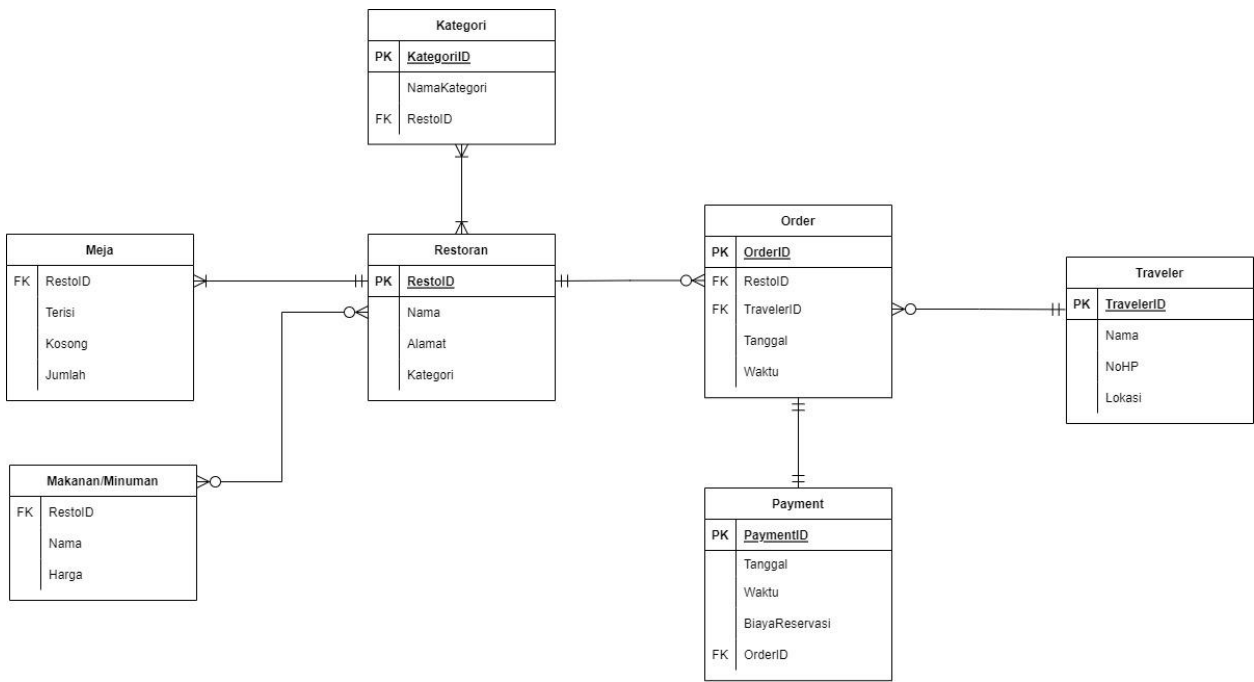 Kategori
PK KategoriID
NamaKategori
FK RestoID
Meja
FK RestoID
Terisi
Kosong
Jumlah
Restoran
PK RestoID
Nama
Alamat
Kategori
Order
PK OrderID
FK RestoID
FK TravelerID
Tanggal
Waktu
Traveler
PK TravelerID
Nama
NoHP
Lokasi
Makanan/Minuman
FK RestoID
Nama
Harga
Payment
PK PaymentID
Tanggal
Waktu
BiayaReservasi
FK OrderID